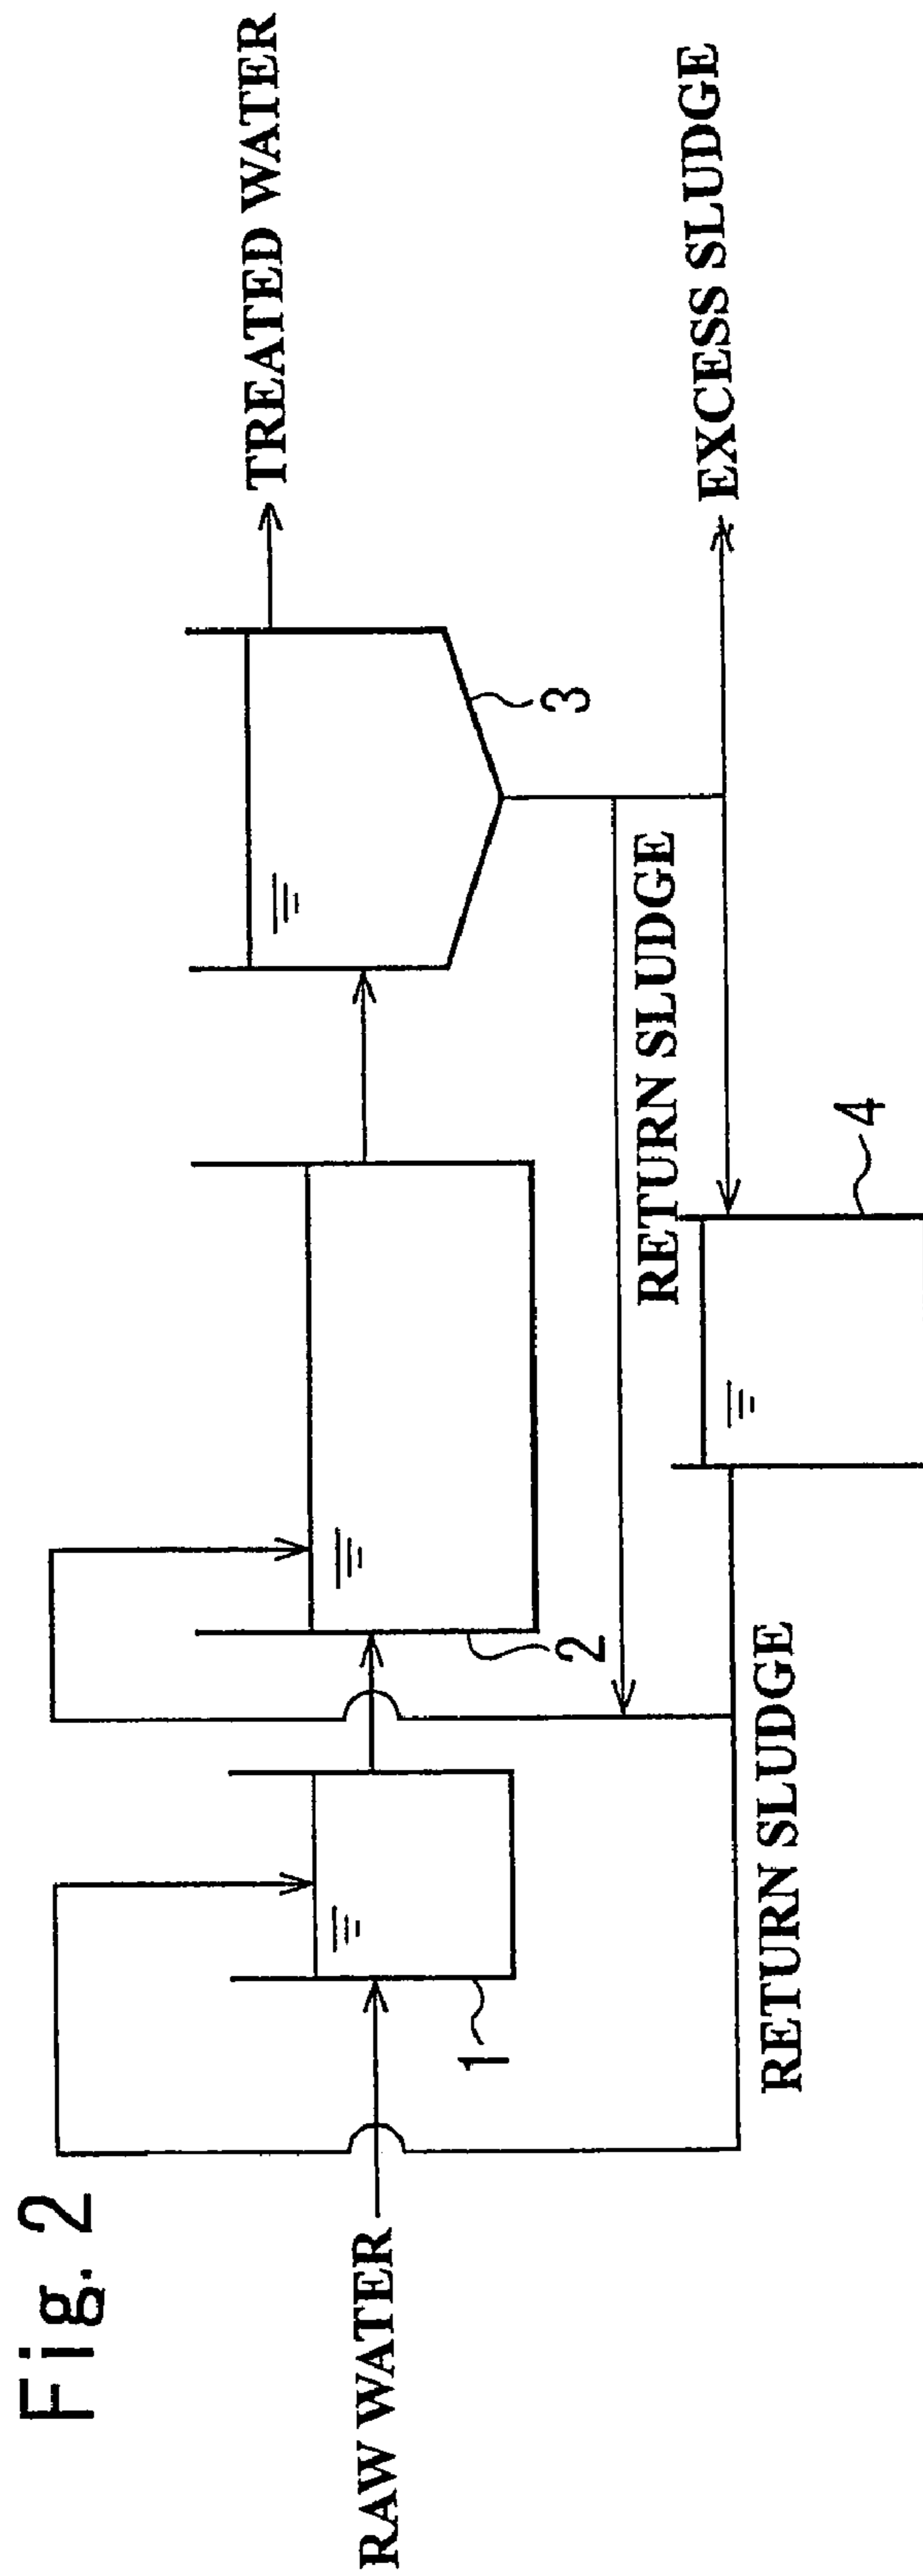 Fig. 2
RAW WATER
1
2
3
TREATED WATER
RETURN SLUDGE
EXCESS SLUDGE
4
RETURN SLUDGE